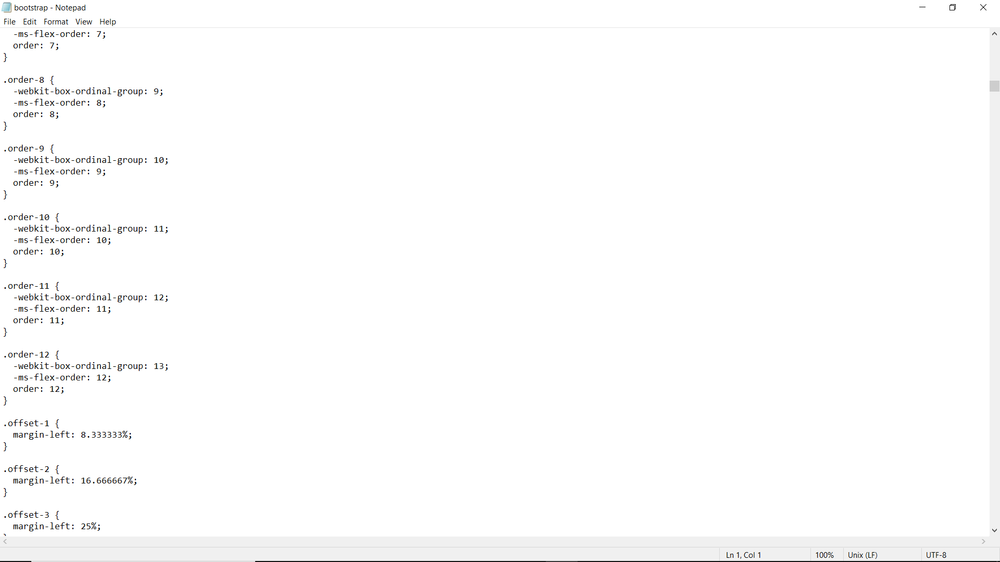 bootstrap - Notepad
File Edit Format View Help
  -ms-flex-order: 7;
  order: 7;
}

.order-8 {
  -webkit-box-ordinal-group: 9;
  -ms-flex-order: 8;
  order: 8;
}

.order-9 {
  -webkit-box-ordinal-group: 10;
  -ms-flex-order: 9;
  order: 9;
}

.order-10 {
  -webkit-box-ordinal-group: 11;
  -ms-flex-order: 10;
  order: 10;
}

.order-11 {
  -webkit-box-ordinal-group: 12;
  -ms-flex-order: 11;
  order: 11;
}

.order-12 {
  -webkit-box-ordinal-group: 13;
  -ms-flex-order: 12;
  order: 12;
}

.offset-1 {
  margin-left: 8.333333%;
}

.offset-2 {
  margin-left: 16.666667%;
}

.offset-3 {
  margin-left: 25%;
Ln 1, Col 1 100% Unix (LF) UTF-8